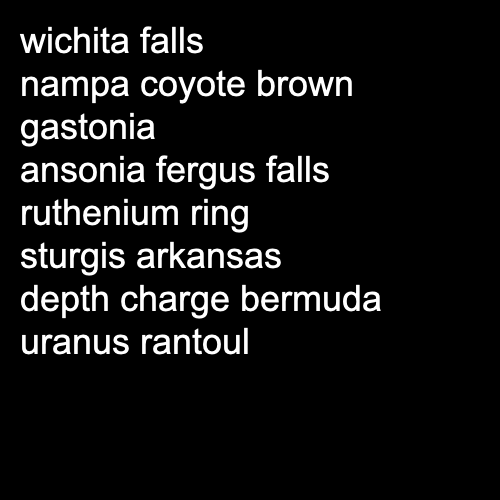 wichita falls
nampa coyote brown
gastonia
ansonia fergus falls
ruthenium ring
sturgis arkansas
depth charge bermuda
uranus rantoul